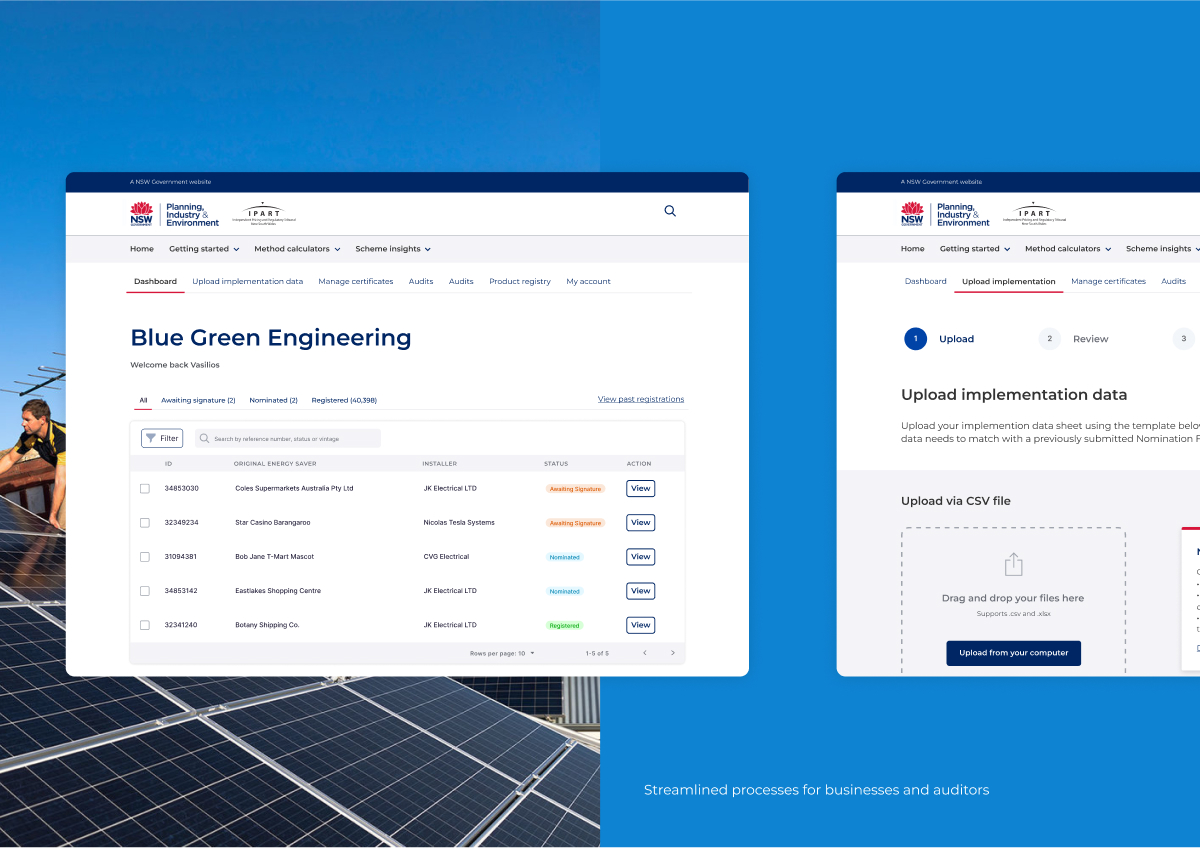 A NSW Government website
NSW
GOVERNMENT
Planning,
Industry &
Environment
IPART
Independent Pricing and Regulatory Tribunal
New South Wales
Home Getting started Method calculators Scheme insights
Dashboard Upload implementation data Manage certificates Audits Audits Product registry My account
Blue Green Engineering
Welcome back Vasilios
All Awaiting signature (2) Nominated (2) Registered (40,398) View past registrations
Filter Search by reference number, status or vintage
ID ORIGINAL ENERGY SAVER INSTALLER STATUS ACTION
34853030 Coles Supermarkets Australia Pty Ltd JK Electrical LTD Awaiting Signature View
32349234 Star Casino Barangaroo Nicolas Tesla Systems Awaiting Signature View
31094381 Bob Jane T-Mart Mascot CVG Electrical Nominated View
34853142 Eastlakes Shopping Centre JK Electrical LTD Nominated View
32341240 Botany Shipping Co. JK Electrical LTD Registered View
Rows per page: 10 1-5 of 5
A NSW Government website
NSW
GOVERNMENT
Planning,
Industry &
Environment
IPART
Independent Pricing and Regulatory Tribunal
New South Wales
Home Getting started Method calculators Scheme insights
Dashboard Upload implementation Manage certificates Audits
1 Upload 2 Review 3
Upload implementation data
Upload your implemention data sheet using the template belo
data needs to match with a previously submitted Nomination F
Upload via CSV file
Drag and drop your files here
Supports .csv and .xlsx
Upload from your computer
Streamlined processes for businesses and auditors